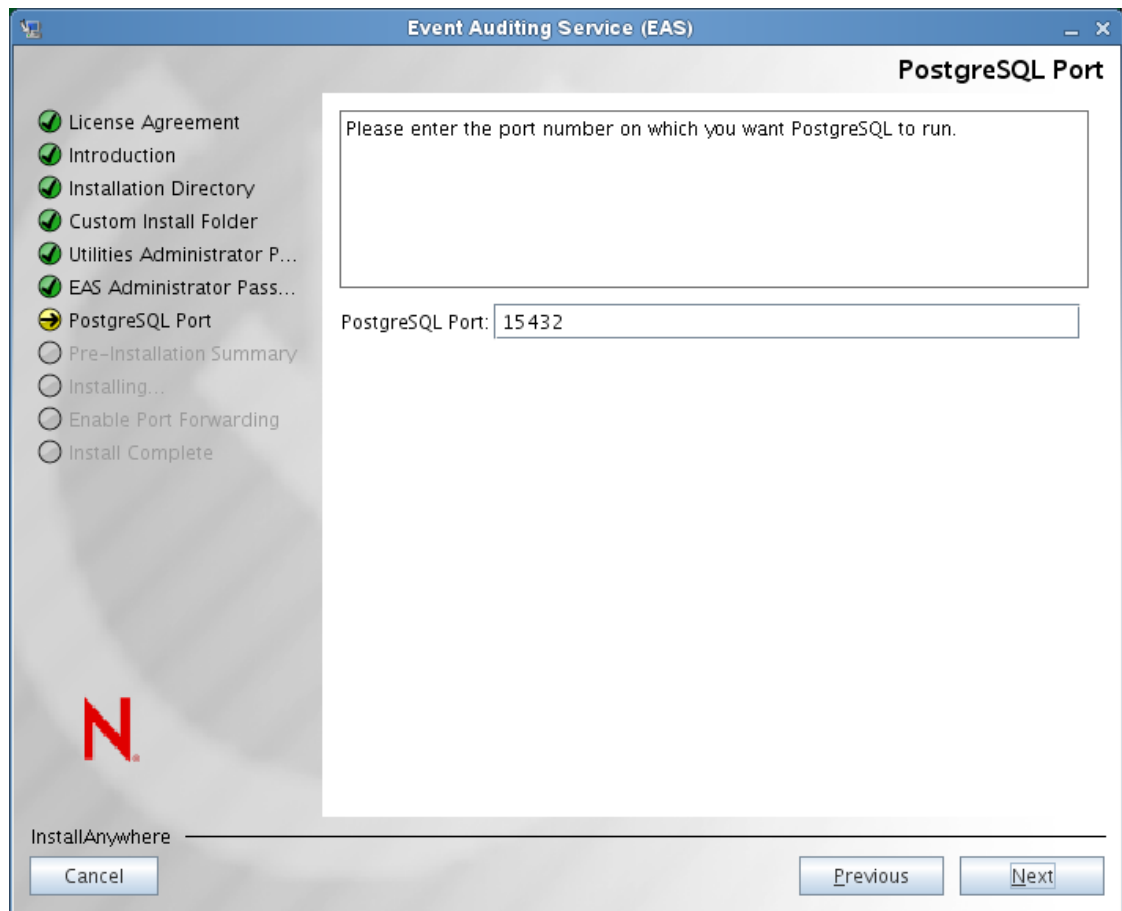 Event Auditing Service (EAS)
PostgreSQL Port
License Agreement
Introduction
Installation Directory
Custom Install Folder
Utilities Administrator P...
EAS Administrator Pass...
PostgreSQL Port
Pre-Installation Summary
Installing...
Enable Port Forwarding
Install Complete
Please enter the port number on which you want PostgreSQL to run.
PostgreSQL Port: 15432
N
InstallAnywhere
Cancel
Previous
Next